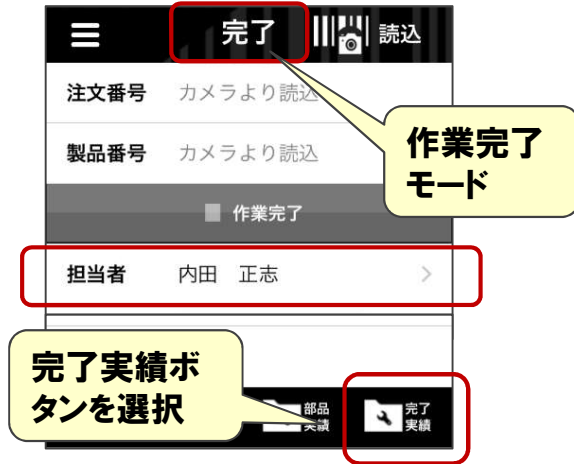 完了
読込
注文番号 カメラより読込
製品番号 カメラより読込
作業完了
モード
作業完了
担当者 内田 正志
完了実績ボ
タンを選択
部品
実績
完了
実績